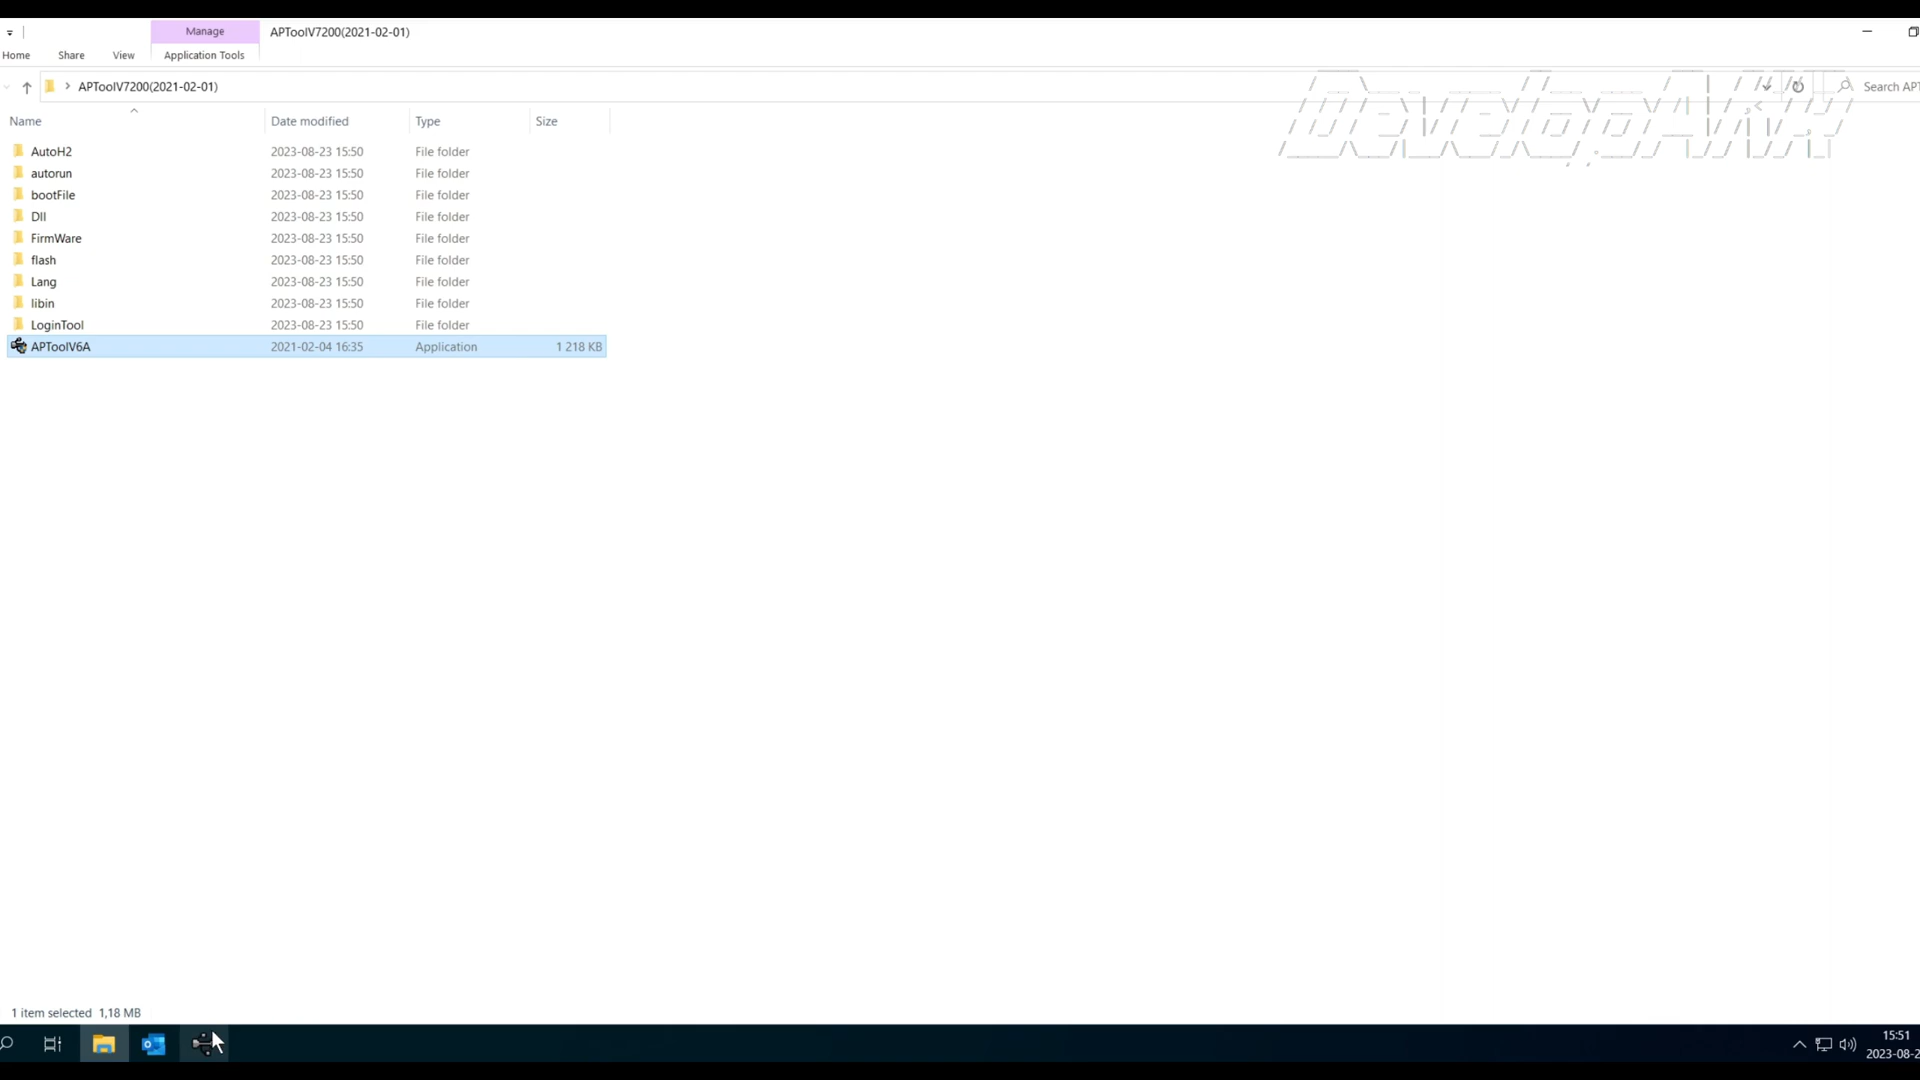 Manage
APToolV7200(2021-02-01)
Home
Share
View
Application Tools
APToolV7200(2021-02-01)
Search APT
DevelopAnIK
Name
Date modified
Type
Size
AutoH2
2023-08-23 15:50
File folder
autorun
2023-08-23 15:50
File folder
bootFile
2023-08-23 15:50
File folder
Dll
2023-08-23 15:50
File folder
FirmWare
2023-08-23 15:50
File folder
flash
2023-08-23 15:50
File folder
Lang
2023-08-23 15:50
File folder
libin
2023-08-23 15:50
File folder
LoginTool
2023-08-23 15:50
File folder
APToolV6A
2021-02-04 16:35
Application
1 218 KB
1 item selected 1,18 MB
15:51
2023-08-2